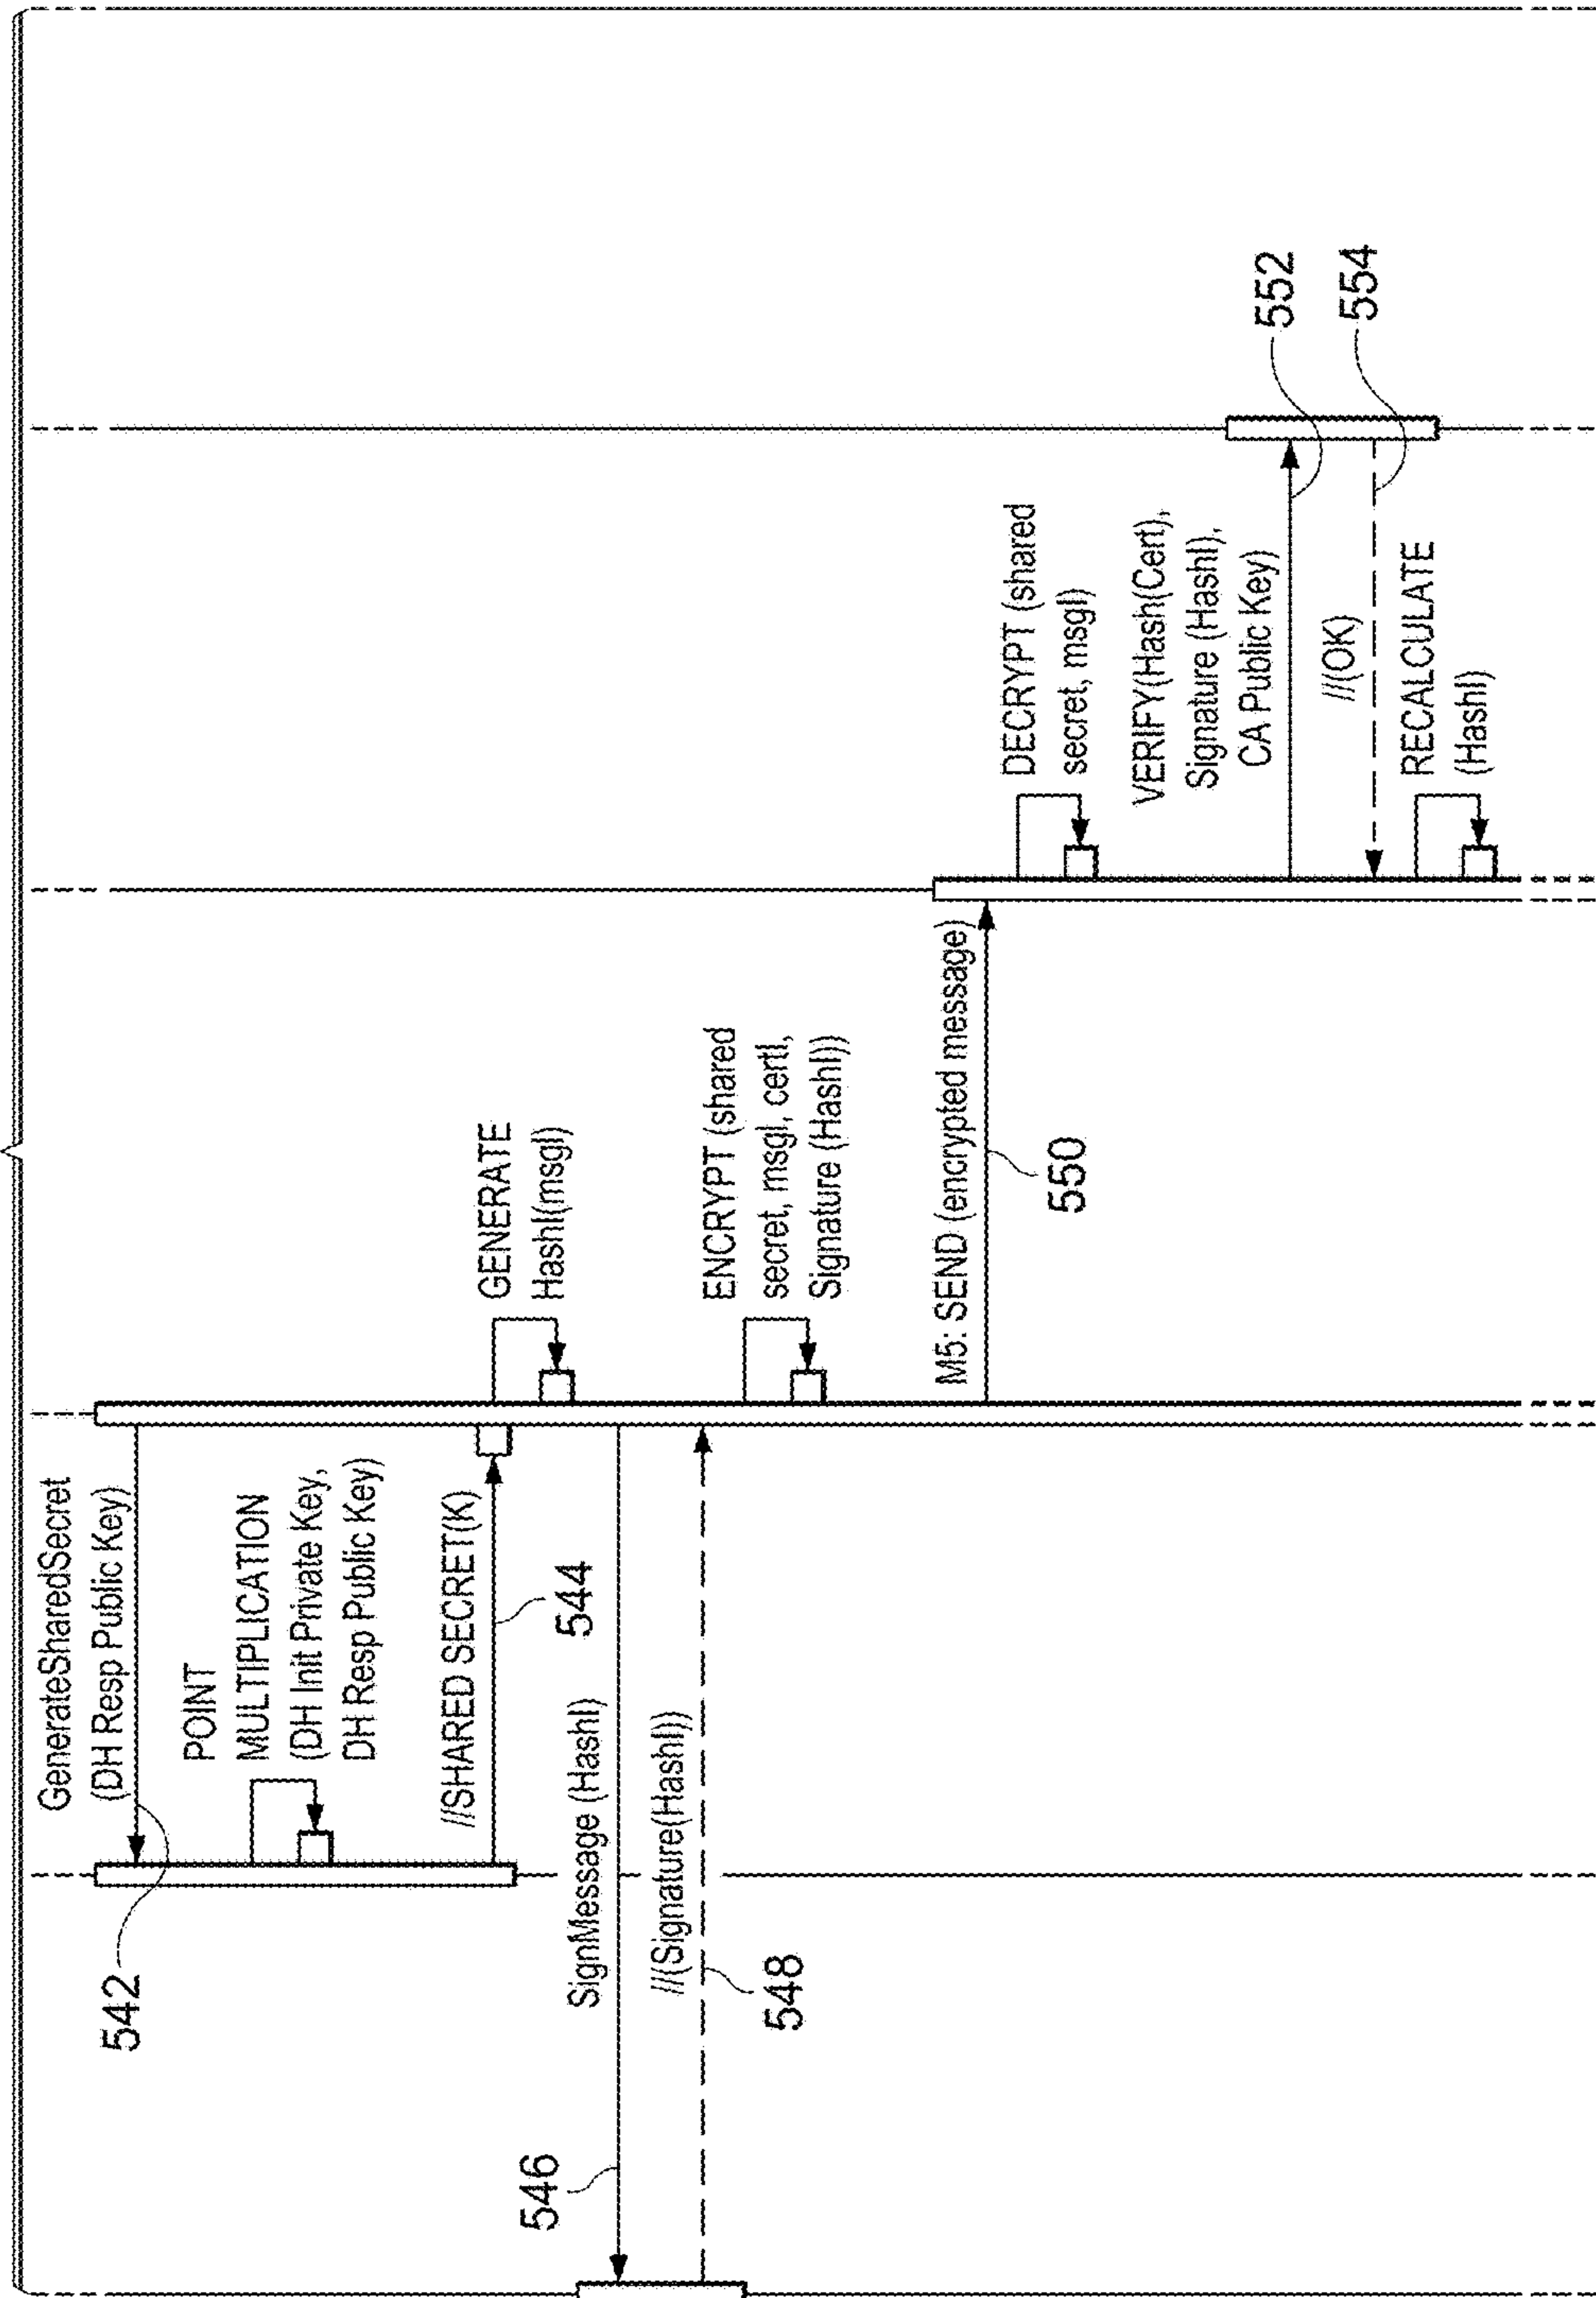 GenerateSharedSecret
(DH Resp Public Key)
542
POINT
MULTIPLICATION
(DH Init Private Key,
DH Resp Public Key)
//SHARED SECRET(K)
544
GENERATE
HashI(msgI)
SignMessage (HashI)
546
//(Signature(HashI))
548
ENCRYPT (shared
secret, msgI, certI,
Signature (HashI))
M5: SEND (encrypted message)
550
DECRYPT (shared
secret, msgI)
VERIFY(Hash(Cert),
Signature (HashI),
CA Public Key)
552
//(OK)
554
RECALCULATE
(HashI)